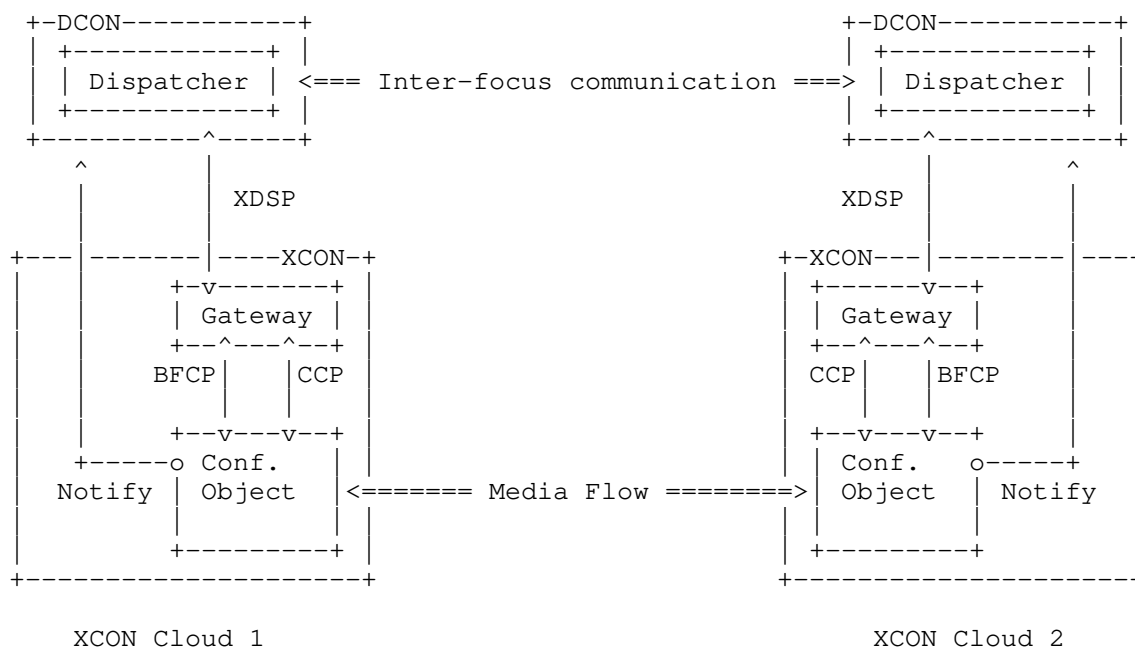 DCON DCON
Dispatcher <=== Inter-focus communication ===> Dispatcher
XDSP XDSP
XCON XCON
Gateway Gateway
BFCP CCP CCP BFCP
Conf. Conf.
Notify Object <======= Media Flow ========> Object Notify
XCON Cloud 1 XCON Cloud 2